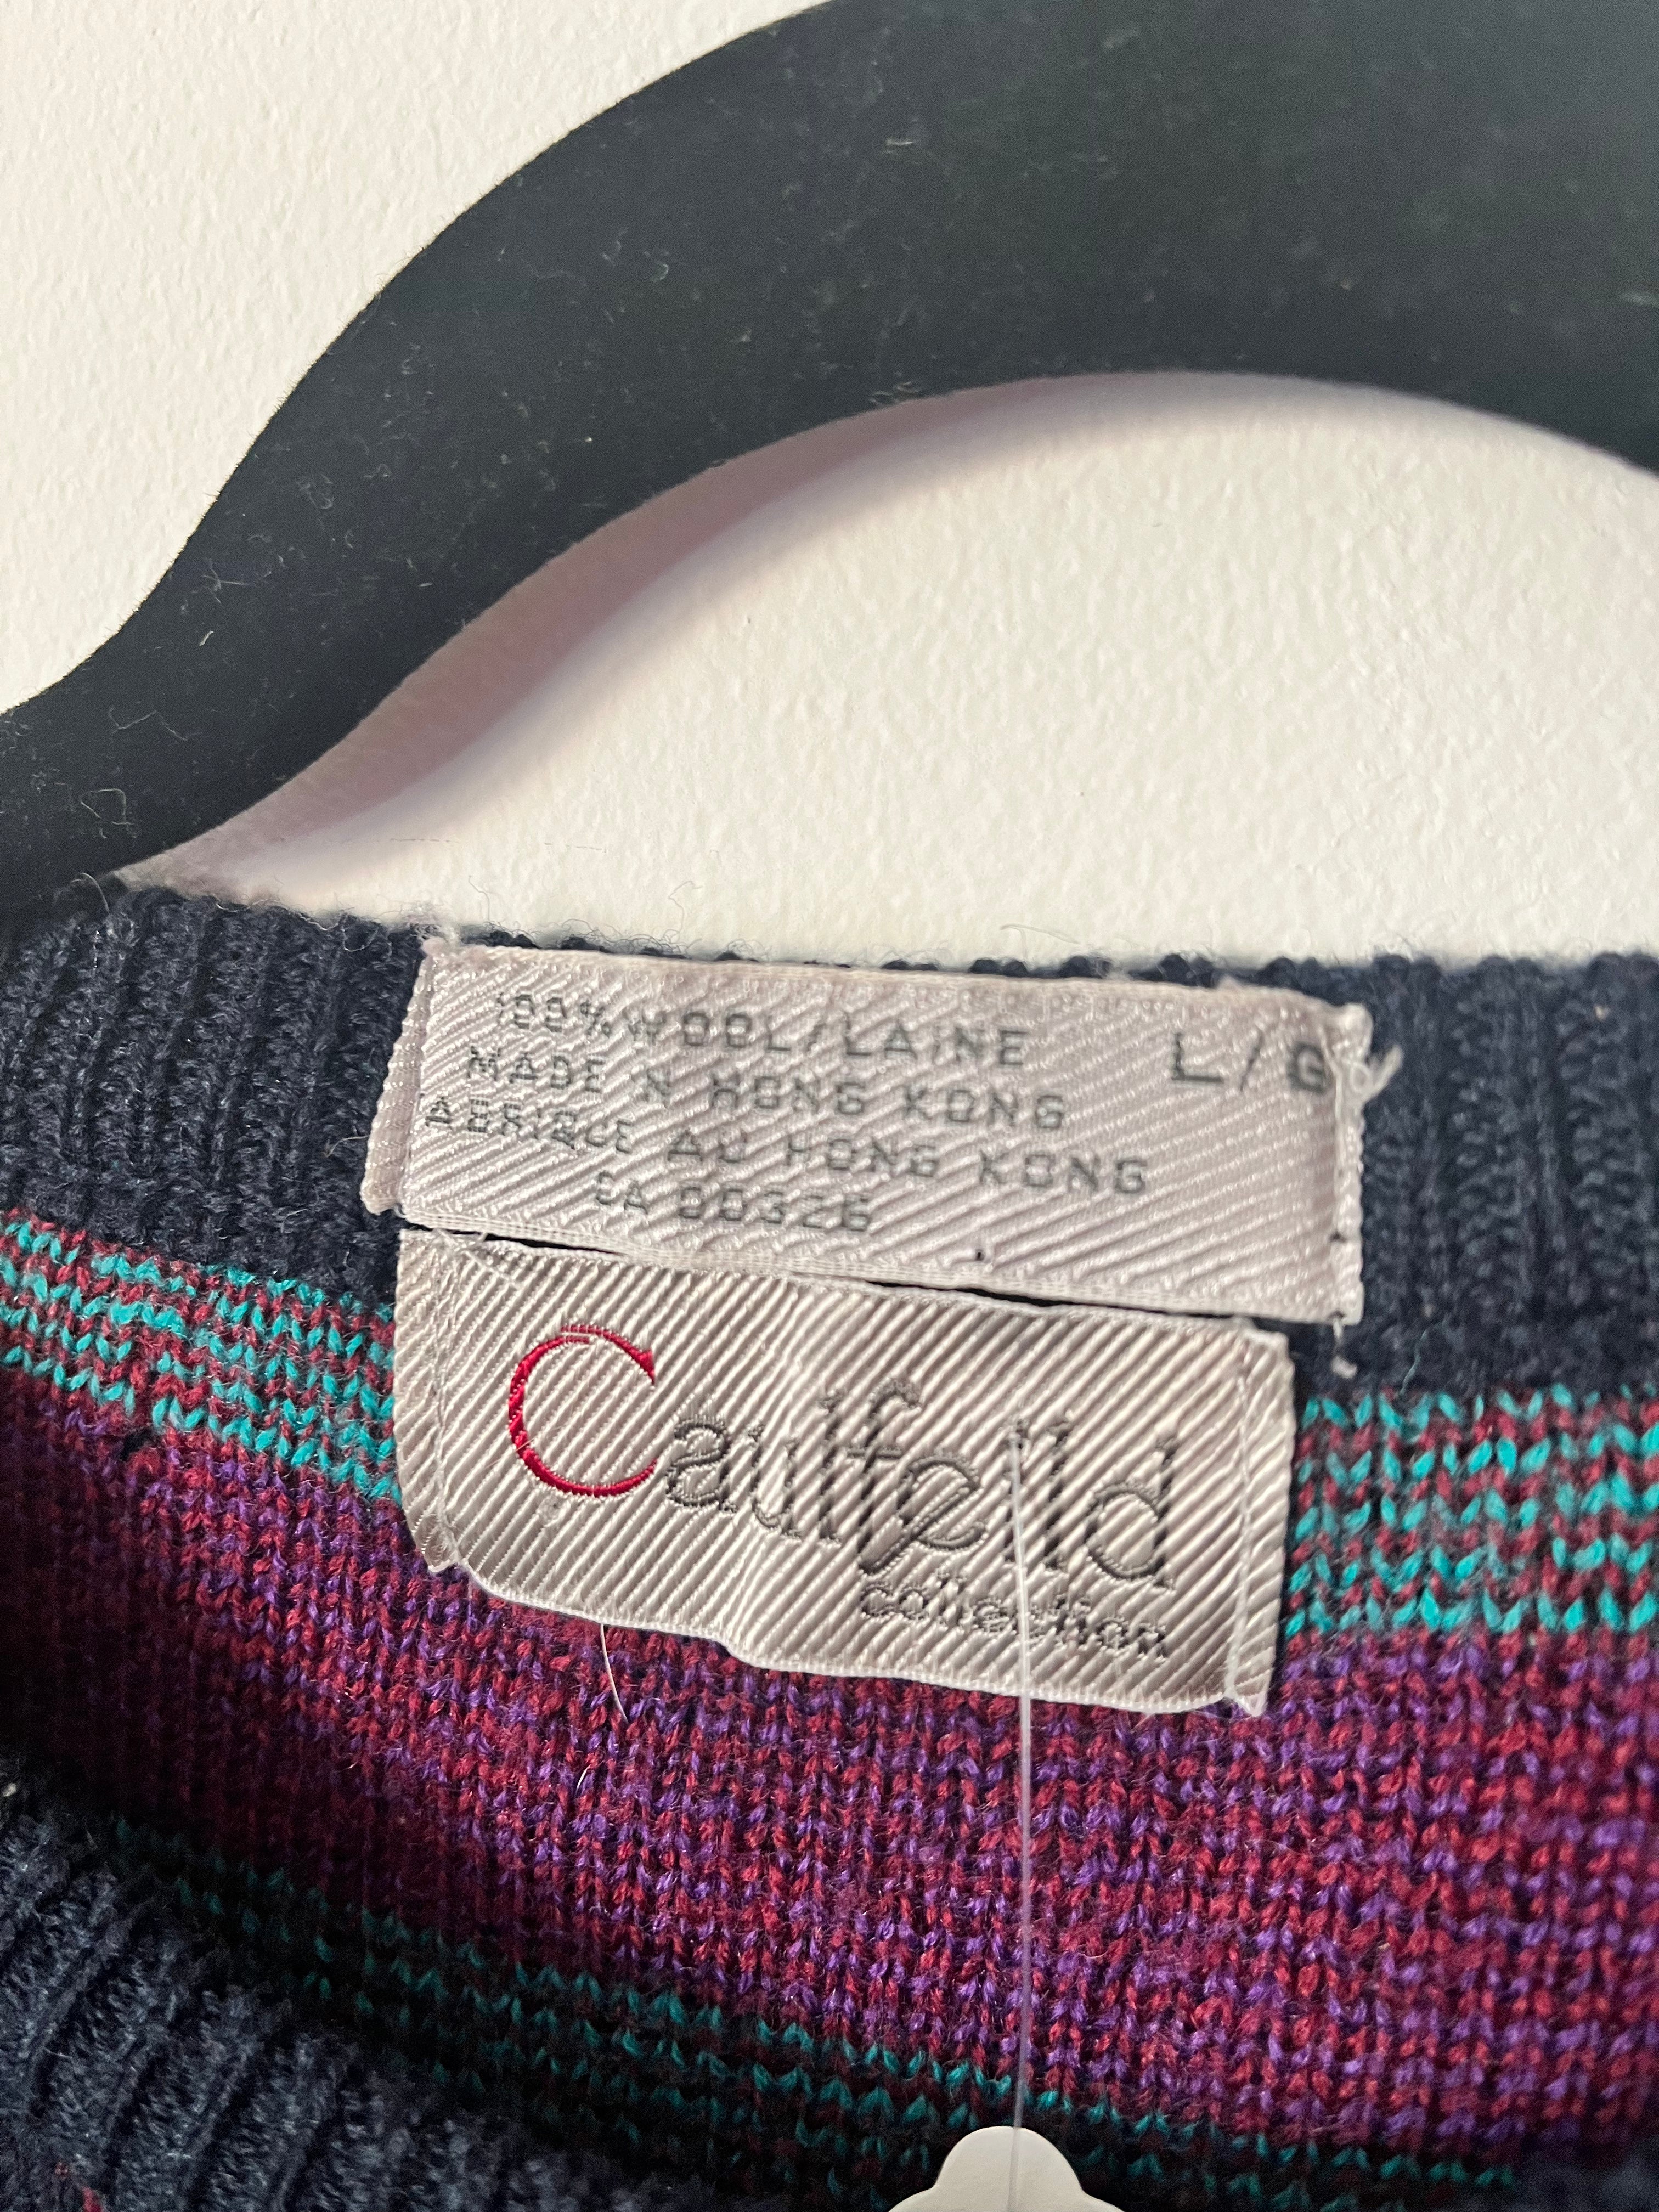 100% WOOL/LAINE L/G
MADE IN HONG KONG
FABRIQUE AU HONG KONG
CA 00326
Caulfeild
collection